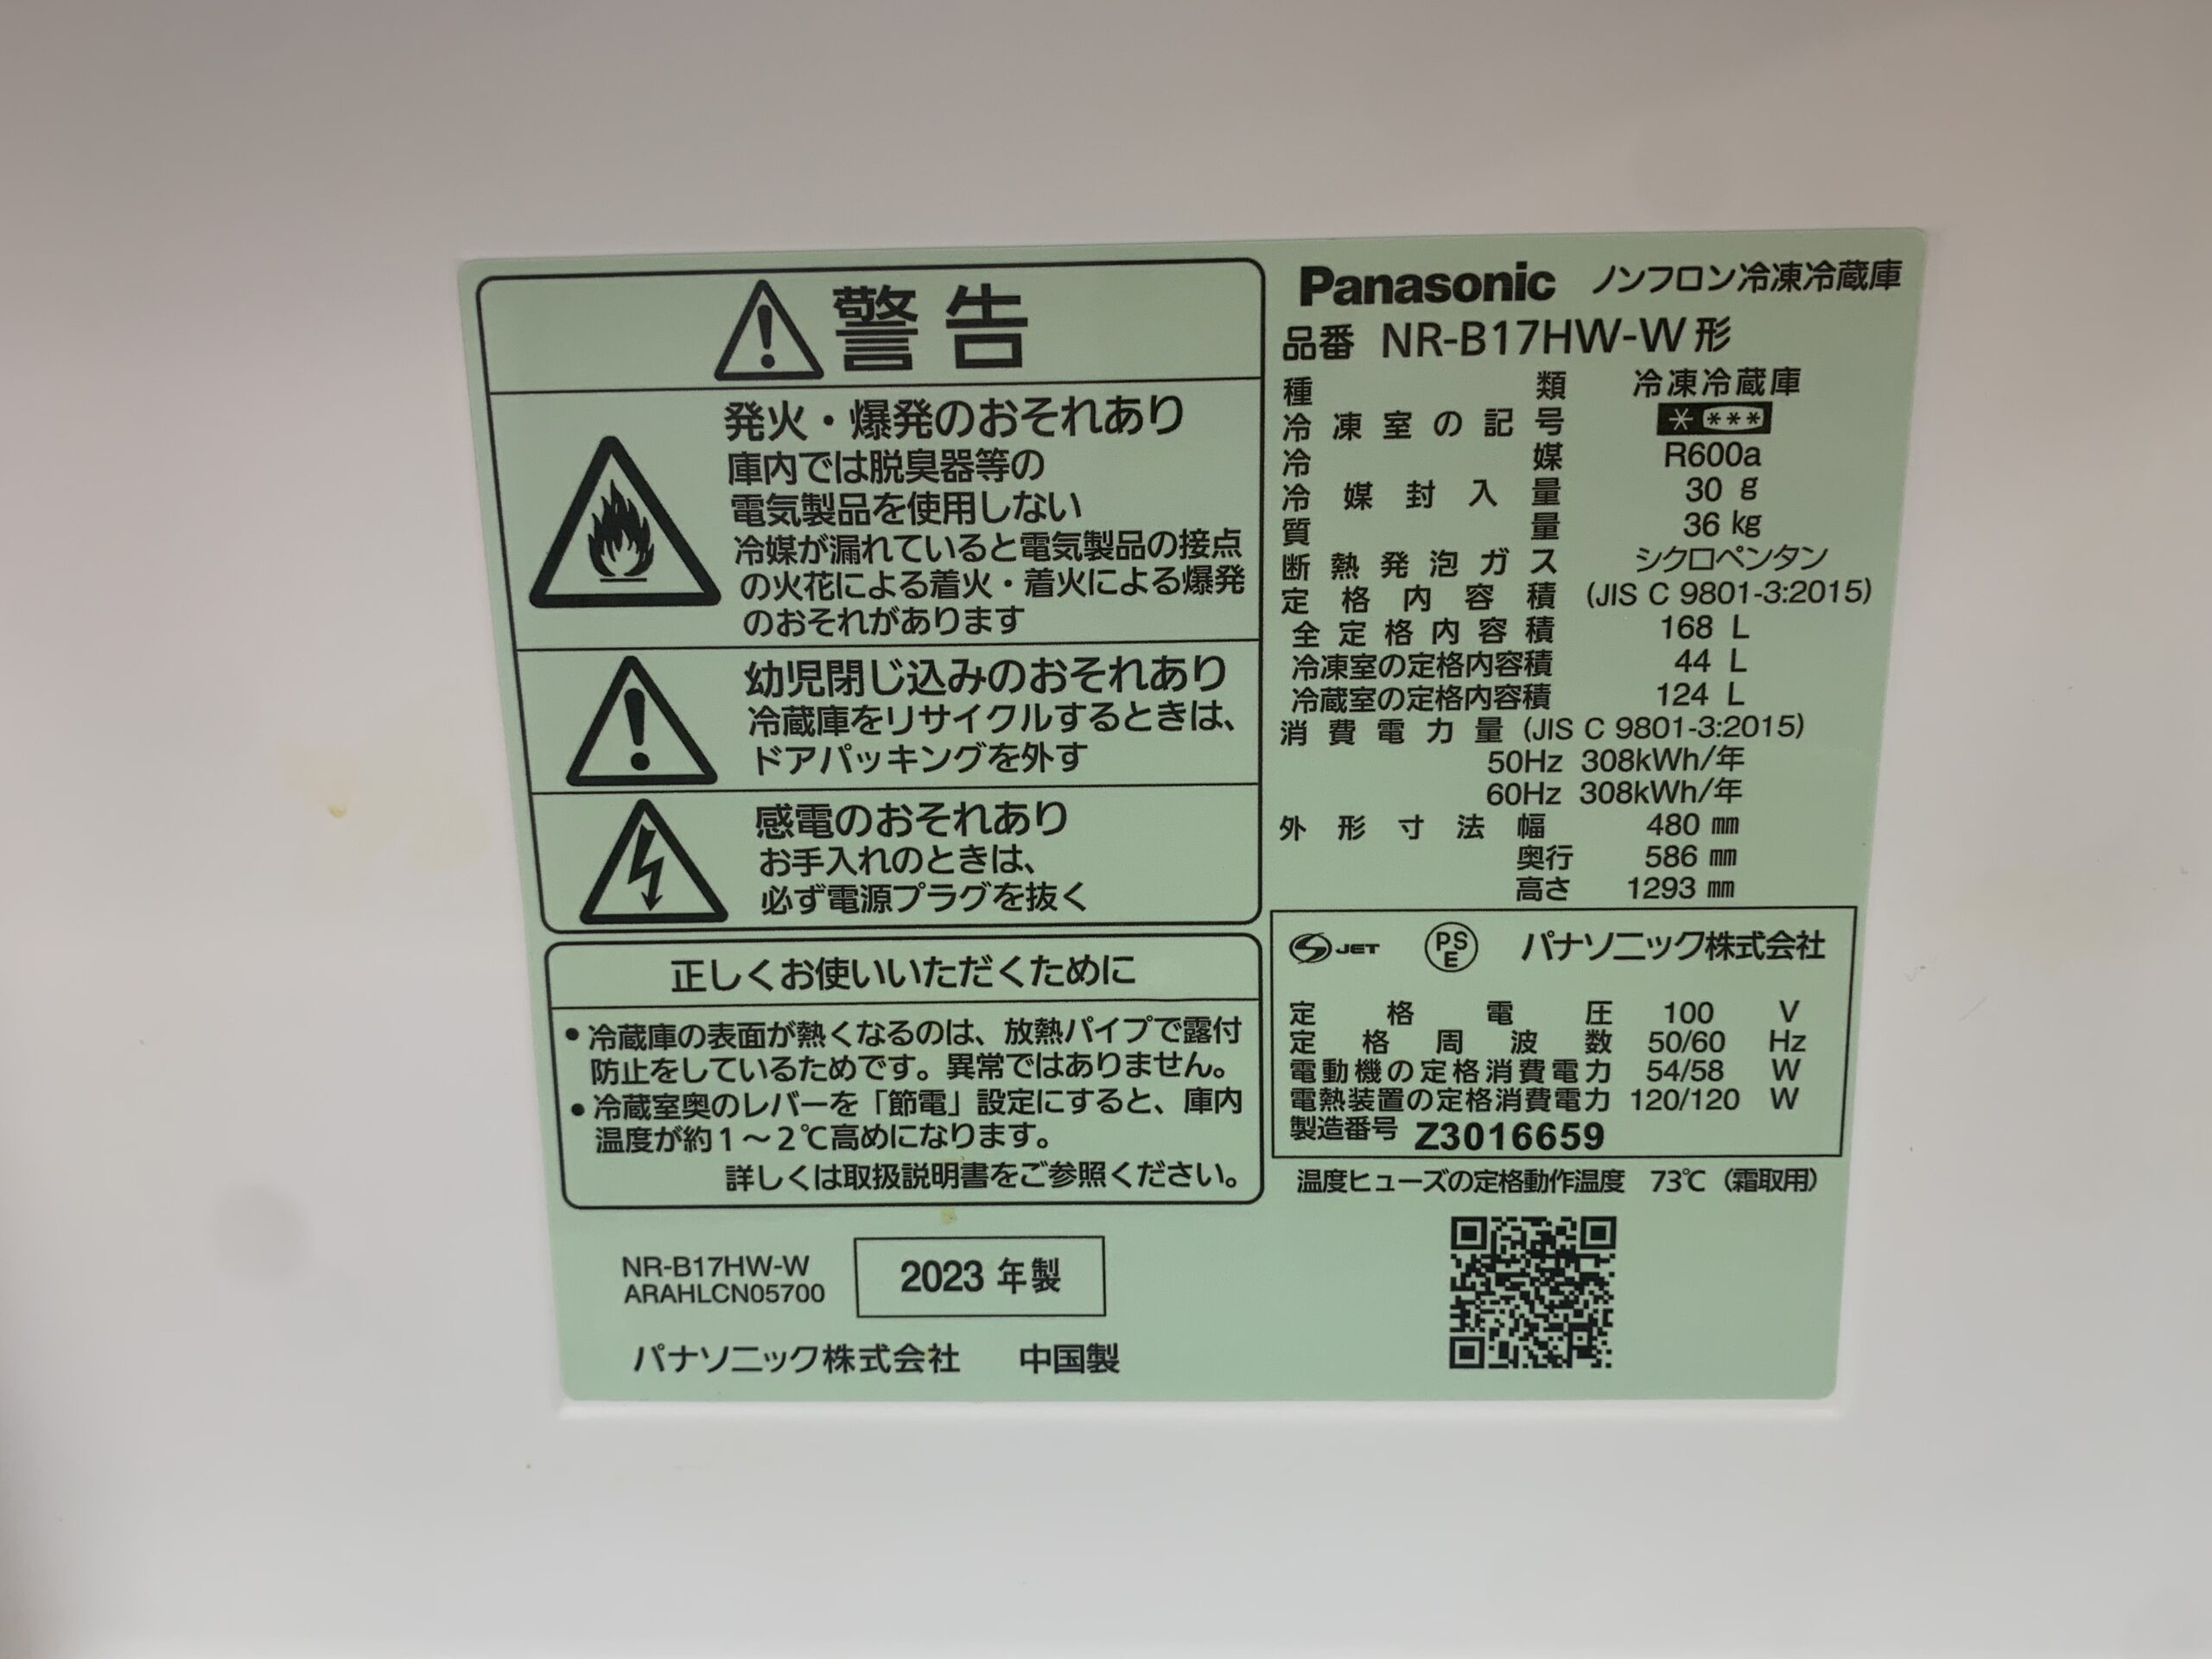 警告
発火・爆発のおそれあり
庫内では脱臭器等の
電気製品を使用しない
冷媒が漏れていると電気製品の接点
の火花による着火・着火による爆発
のおそれがあります
幼児閉じ込みのおそれあり
冷蔵庫をリサイクルするときは、
ドアパッキングを外す
感電のおそれあり
お手入れのときは、
必ず電源プラグを抜く
正しくお使いいただくために
●冷蔵庫の表面が熱くなるのは、放熱パイプで露付
防止をしているためです。異常ではありません。
●冷蔵室奥のレバーを「節電」設定にすると、庫内
温度が約1～2℃高めになります。
詳しくは取扱説明書をご参照ください。
NR-B17HW-W
ARAHLCN05700
2023 年製
パナソニック株式会社 中国製
Panasonic ノンフロン冷凍冷蔵庫
品番 NR-B17HW-W 形
種類 冷凍冷蔵庫
冷凍室の記号 * ***
冷媒 R600a
冷媒封入量 30 g
質量 36 kg
断熱発泡ガス シクロペンタン
定格内容積 (JIS C 9801-3:2015)
全定格内容積 168 L
冷凍室の定格内容積 44 L
冷蔵室の定格内容積 124 L
消費電力量 (JIS C 9801-3:2015)
50Hz 308kWh/年
60Hz 308kWh/年
外形寸法 幅 480 ㎜
奥行 586 ㎜
高さ 1293 ㎜
S JET PSE パナソニック株式会社
定格電圧 100 V
定格周波数 50/60 Hz
電動機の定格消費電力 54/58 W
電熱装置の定格消費電力 120/120 W
製造番号 Z3016659
温度ヒューズの定格動作温度 73℃ (霜取用)